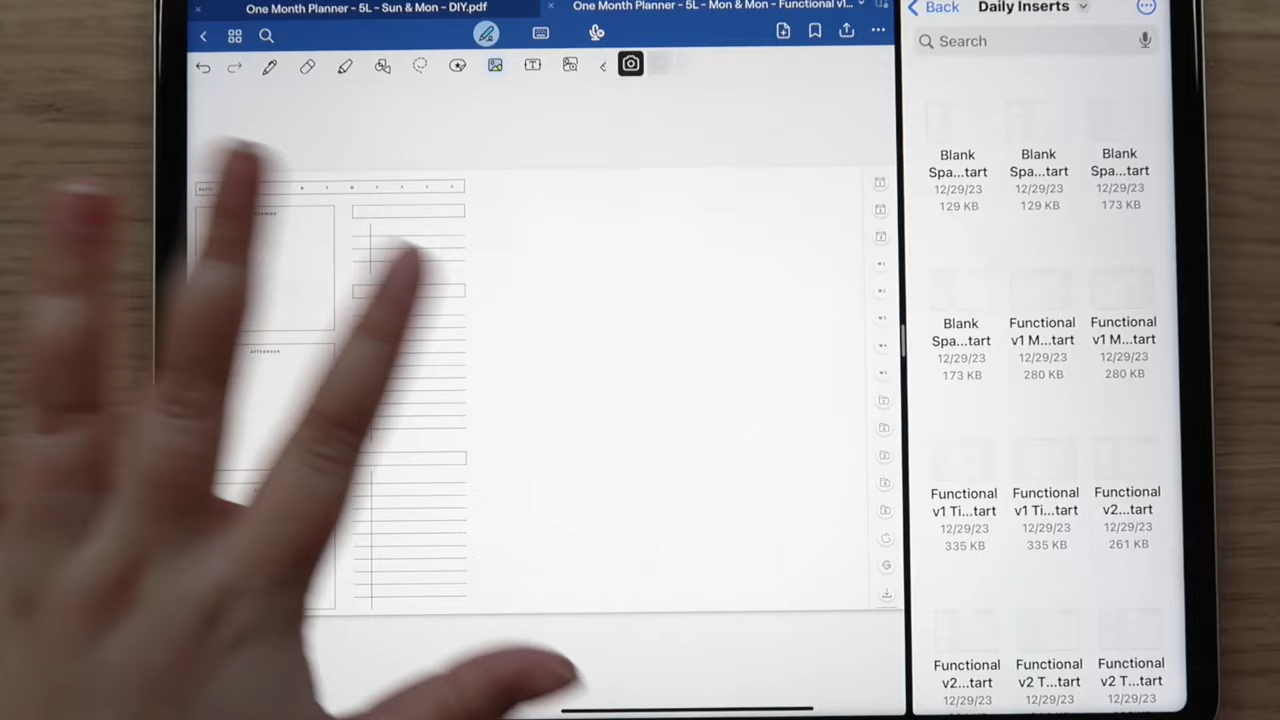 One Month Planner - 5L - Sun & Mon - DIY.pdf
One Month Planner - 5L - Mon & Mon - Functional v1...
Back
Daily Inserts
Search
Blank Spa...tart
12/29/23
129 KB
Blank Spa...tart
12/29/23
129 KB
Blank Spa...tart
12/29/23
173 KB
Blank Spa...tart
12/29/23
173 KB
Functional v1 M...tart
12/29/23
280 KB
Functional v1 M...tart
12/29/23
280 KB
Functional v1 Ti...tart
12/29/23
335 KB
Functional v1 Ti...tart
12/29/23
335 KB
Functional v2...tart
12/29/23
261 KB
Functional v2...tart
12/29/23
Functional v2 T...tart
12/29/23
Functional v2 T...tart
12/29/23
DATE:
M T W T F S S
AFTERNOON